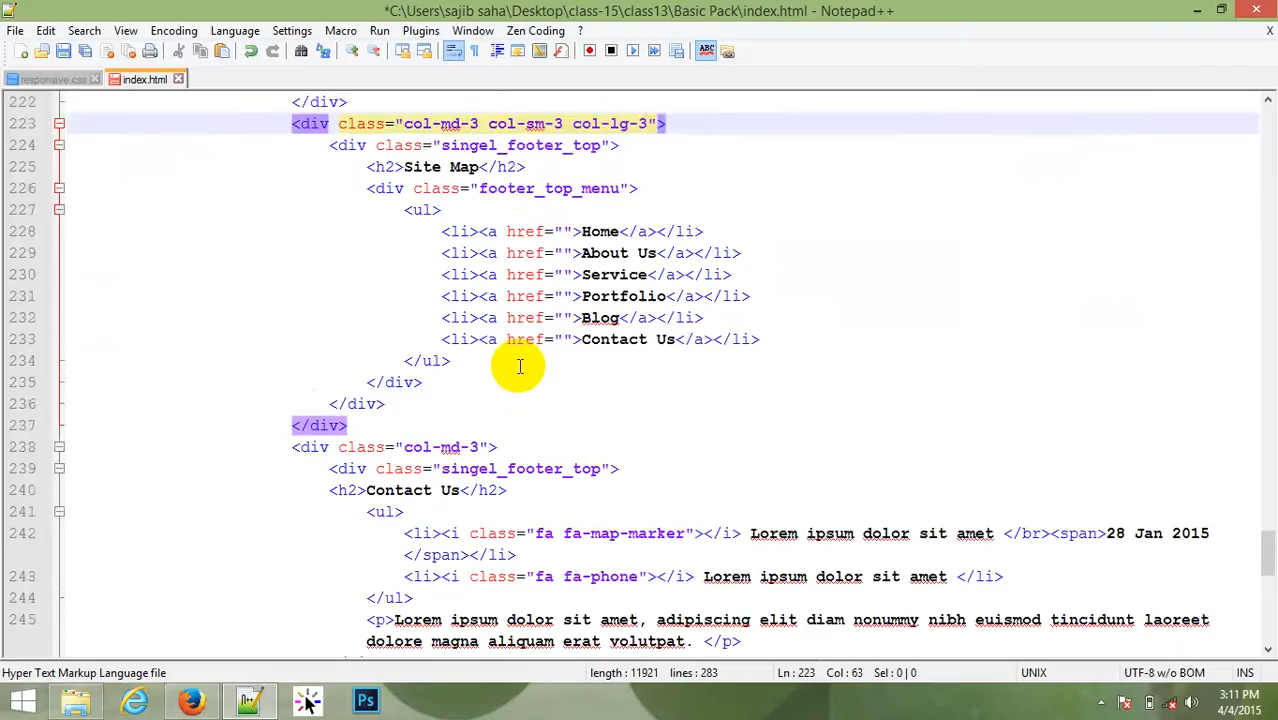 *C:\Users\sajib saha\Desktop\class-15\class13\Basic Pack\index.html - Notepad++
File Edit Search View Encoding Language Settings Macro Run Plugins Window Zen Coding ? X
responsive.css index.html
222 </div>
223 <div class="col-md-3 col-sm-3 col-lg-3">
224 <div class="singel_footer_top">
225 <h2>Site Map</h2>
226 <div class="footer_top_menu">
227 <ul>
228 <li><a href="">Home</a></li>
229 <li><a href="">About Us</a></li>
230 <li><a href="">Service</a></li>
231 <li><a href="">Portfolio</a></li>
232 <li><a href="">Blog</a></li>
233 <li><a href="">Contact Us</a></li>
234 </ul>
235 </div>
236 </div>
237 </div>
238 <div class="col-md-3">
239 <div class="singel_footer_top">
240 <h2>Contact Us</h2>
241 <ul>
242 <li><i class="fa fa-map-marker"></i> Lorem ipsum dolor sit amet </br><span>28 Jan 2015
</span></li>
243 <li><i class="fa fa-phone"></i> Lorem ipsum dolor sit amet </li>
244 </ul>
245 <p>Lorem ipsum dolor sit amet, adipiscing elit diam nonummy nibh euismod tincidunt laoreet
dolore magna aliquam erat volutpat. </p>
Hyper Text Markup Language file length : 11921 lines : 283 Ln : 223 Col : 63 Sel : 0 | 0 UNIX UTF-8 w/o BOM INS
Ps
3:11 PM
4/4/2015